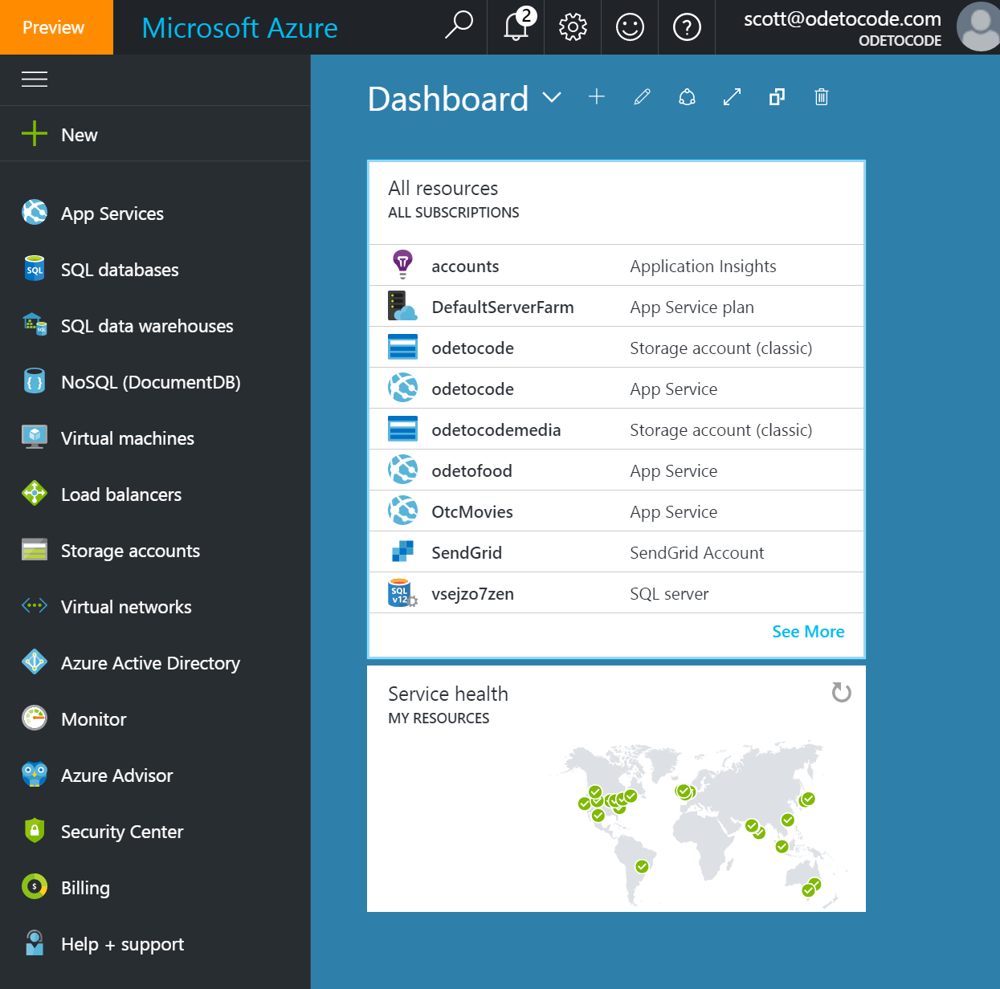 Preview
Microsoft Azure
2
scott@odetocode.com
ODETOCODE
Dashboard
New
App Services
SQL databases
SQL data warehouses
NoSQL (DocumentDB)
Virtual machines
Load balancers
Storage accounts
Virtual networks
Azure Active Directory
Monitor
Azure Advisor
Security Center
Billing
Help + support
All resources
ALL SUBSCRIPTIONS
accounts Application Insights
DefaultServerFarm App Service plan
odetocode Storage account (classic)
odetocode App Service
odetocodemedia Storage account (classic)
odetofood App Service
OtcMovies App Service
SendGrid SendGrid Account
SQL v12 vsejzo7zen SQL server
See More
Service health
MY RESOURCES